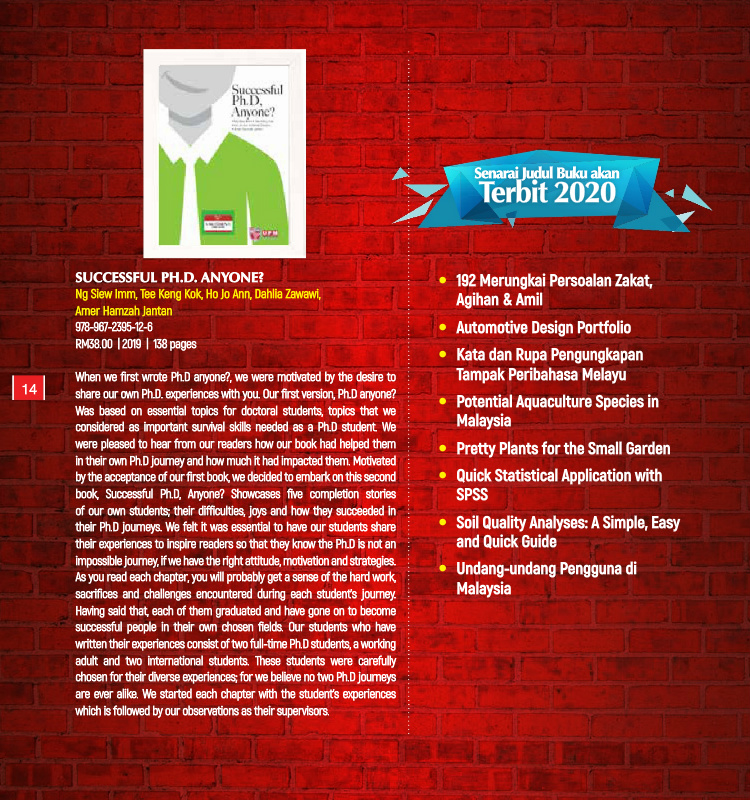 Successful
Ph.D,
Anyone?
UPM
SUCCESSFUL PH.D. ANYONE?
Ng Siew Imm, Tee Keng Kok, Ho Jo Ann, Dahlia Zawawi,
Amer Hamzah Jantan
978-967-2395-12-6
RM38.00 | 2019 | 138 pages
When we first wrote Ph.D anyone?, we were motivated by the desire to
share our own Ph.D. experiences with you. Our first version, Ph.D anyone?
Was based on essential topics for doctoral students, topics that we
considered as important survival skills needed as a Ph.D student. We
were pleased to hear from our readers how our book had helped them
in their own Ph.D journey and how much it had impacted them. Motivated
by the acceptance of our first book, we decided to embark on this second
book, Successful Ph.D, Anyone? Showcases five completion stories
of our own students; their difficulties, joys and how they succeeded in
their Ph.D journeys. We felt it was essential to have our students share
their experiences to inspire readers so that they know the Ph.D is not an
impossible journey, if we have the right attitude, motivation and strategies.
As you read each chapter, you will probably get a sense of the hard work,
sacrifices and challenges encountered during each student's journey.
Having said that, each of them graduated and have gone on to become
successful people in their own chosen fields. Our students who have
written their experiences consist of two full-time Ph.D students, a working
adult and two international students. These students were carefully
chosen for their diverse experiences; for we believe no two Ph.D journeys
are ever alike. We started each chapter with the student's experiences
which is followed by our observations as their supervisors.
14
Senarai Judul Buku akan
Terbit 2020
• 192 Merungkai Persoalan Zakat,
Agihan & Amil
• Automotive Design Portfolio
• Kata dan Rupa Pengungkapan
Tampak Peribahasa Melayu
• Potential Aquaculture Species in
Malaysia
• Pretty Plants for the Small Garden
• Quick Statistical Application with
SPSS
• Soil Quality Analyses: A Simple, Easy
and Quick Guide
• Undang-undang Pengguna di
Malaysia